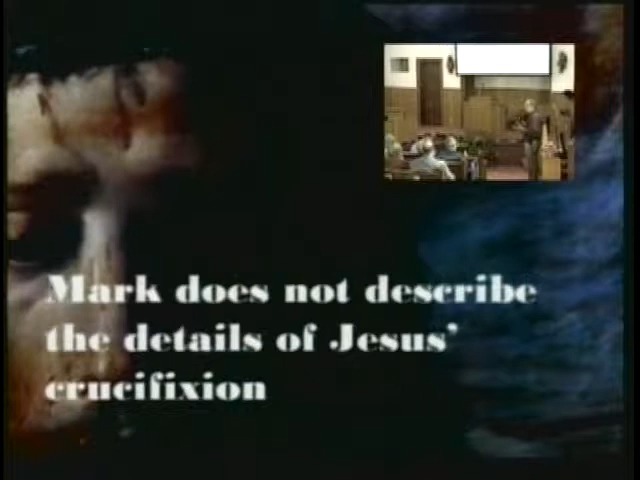 Mark does not describe
the details of Jesus’
crucifixion